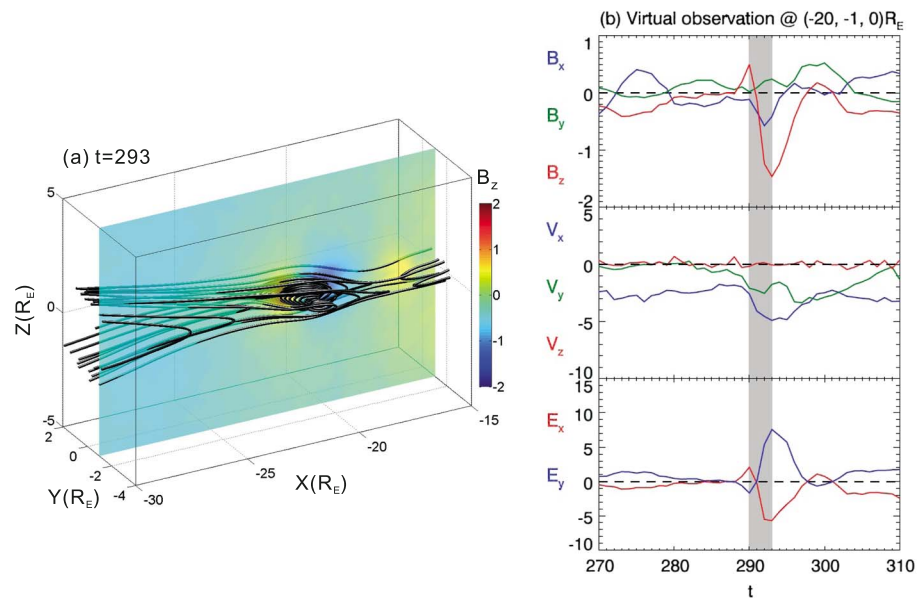 (a) t=293
B_z
2
1
0
-1
-2
5
0
-5
Z(R_E)
2
0
-2
-4
Y(R_E)
-30
-25
-20
-15
X(R_E)
(b) Virtual observation @ (-20, -1, 0)R_E
B_x
B_y
B_z
1
0
-1
-2
V_x
V_y
V_z
5
0
-5
-10
E_x
E_y
15
10
5
0
-5
-10
270 280 290 300 310
t